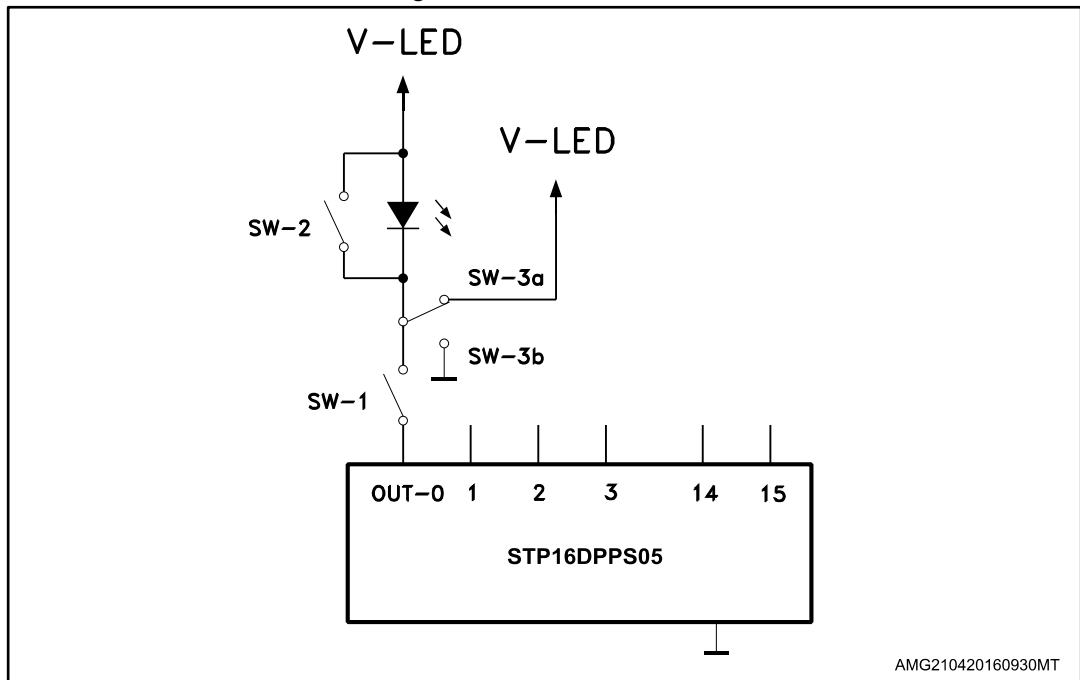 V-LED
V-LED
SW-2
SW-3a
SW-3b
SW-1
OUT-0 1 2 3 14 15
STP16DPPS05
AMG210420160930MT